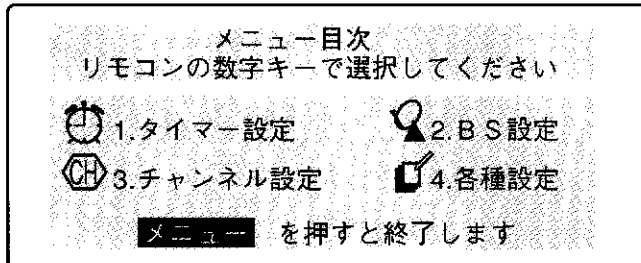 メニュー目次
リモコンの数字キーで選択してください
1.タイマー設定 2.BS設定
CH 3.チャンネル設定 4.各種設定
メニュー を押すと終了します